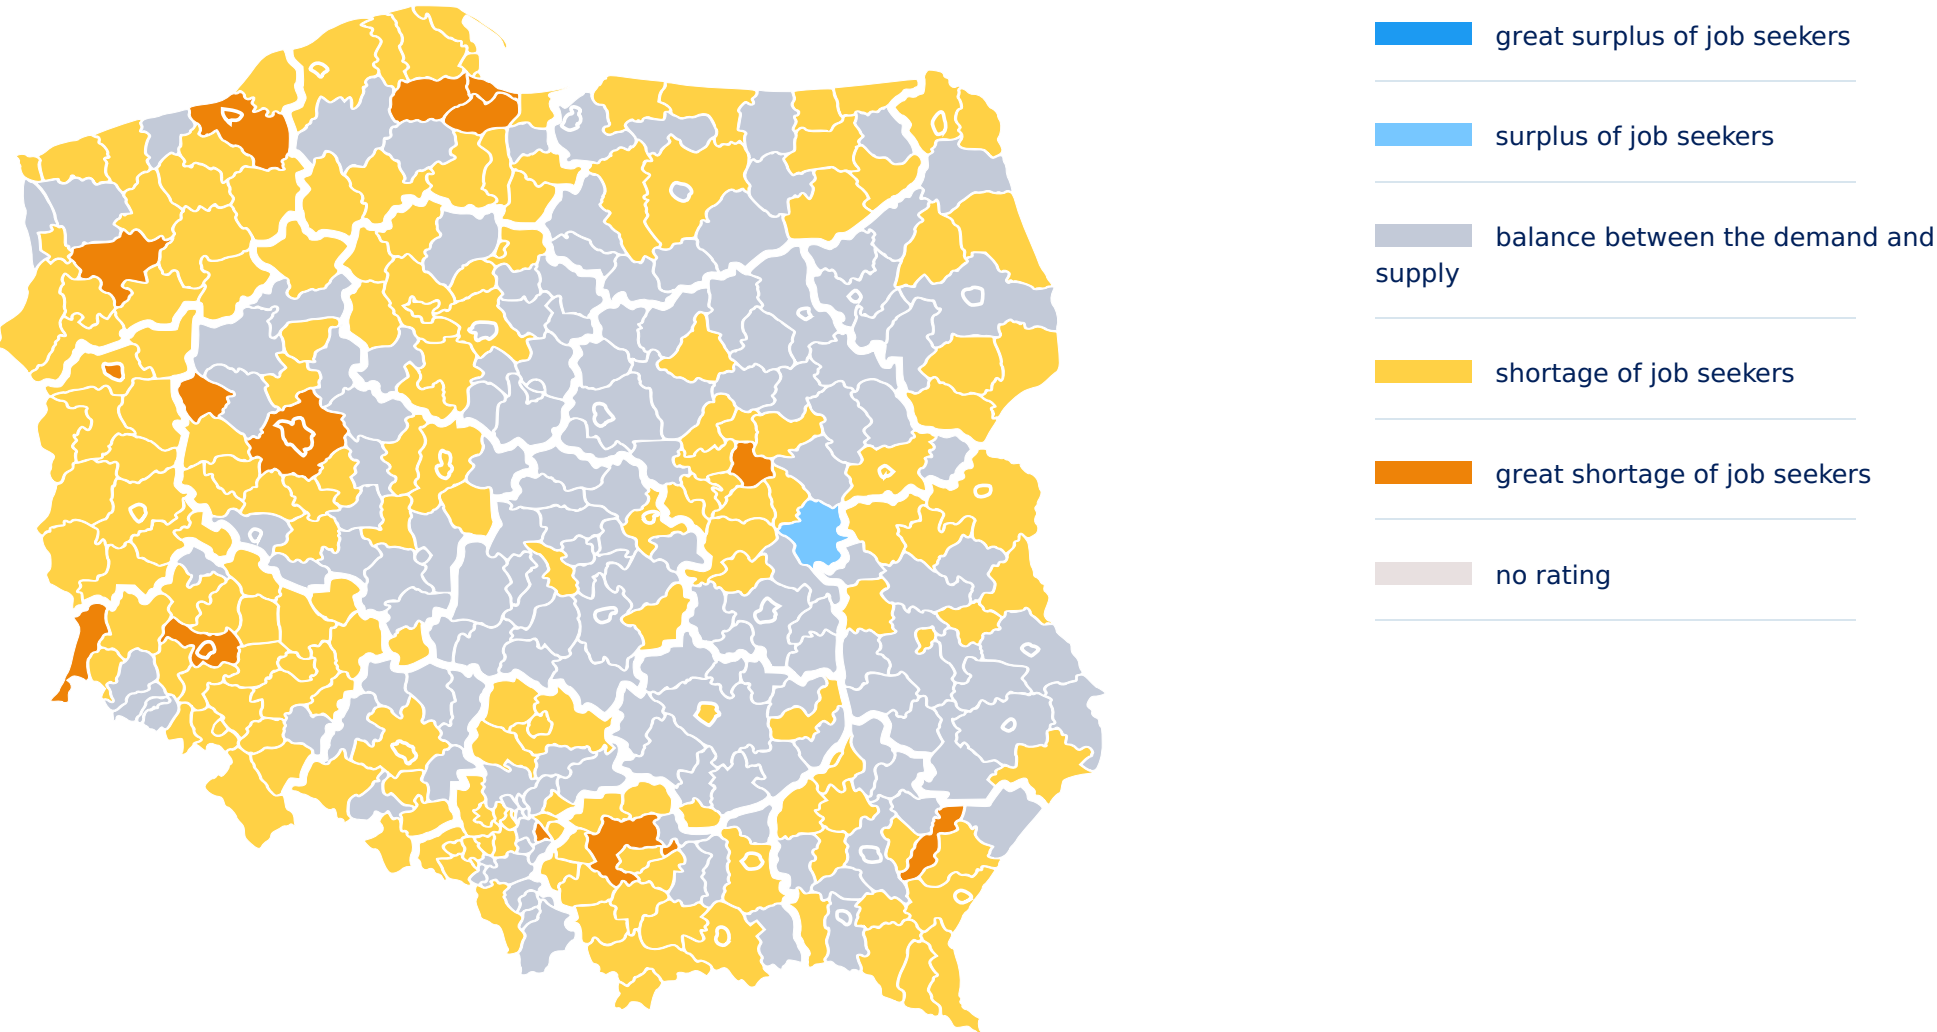 great surplus of job seekers
surplus of job seekers
balance between the demand and
supply
shortage of job seekers
great shortage of job seekers
no rating